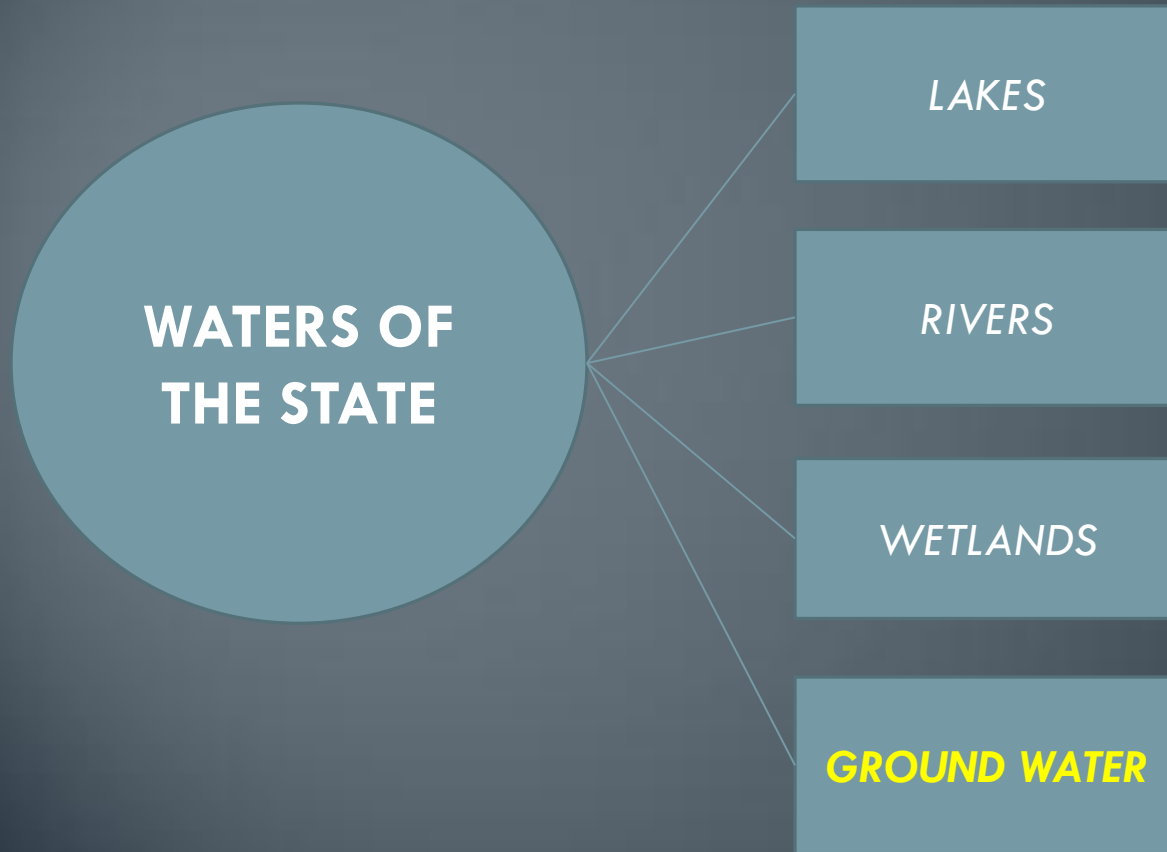 WATERS OF
THE STATE
LAKES
RIVERS
WETLANDS
GROUND WATER